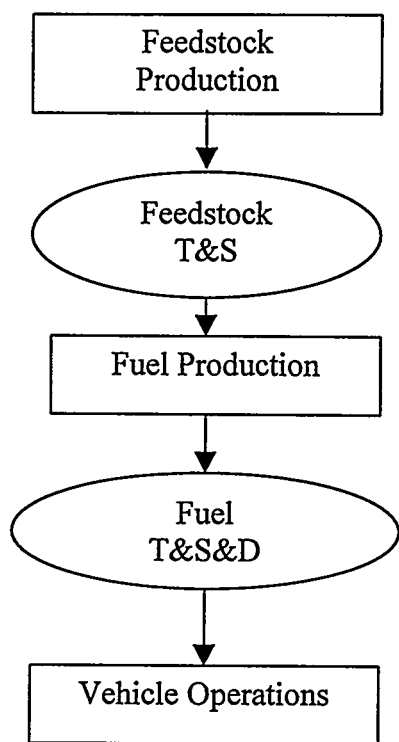 Feedstock
Production
Feedstock
T&S
Fuel Production
Fuel
T&S&D
Vehicle Operations